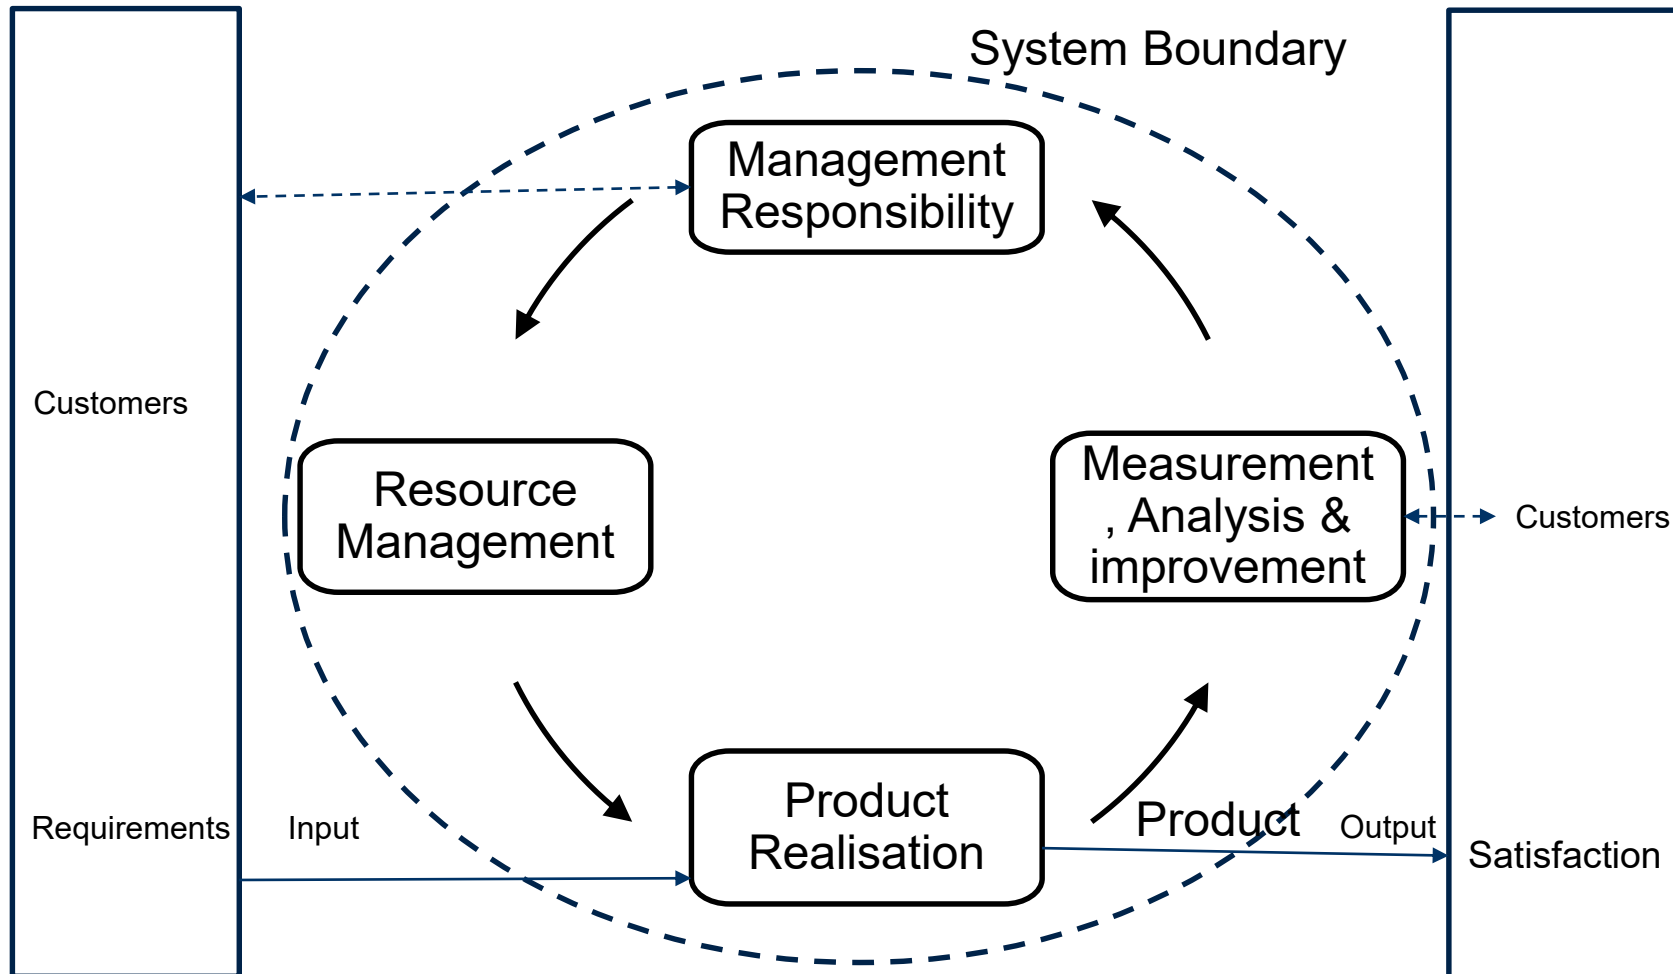 System Boundary
Management
Responsibility
Customers
Resource
Management
Measurement
, Analysis &
improvement
Customers
Requirements
Input
Product
Realisation
Product
Output
Satisfaction